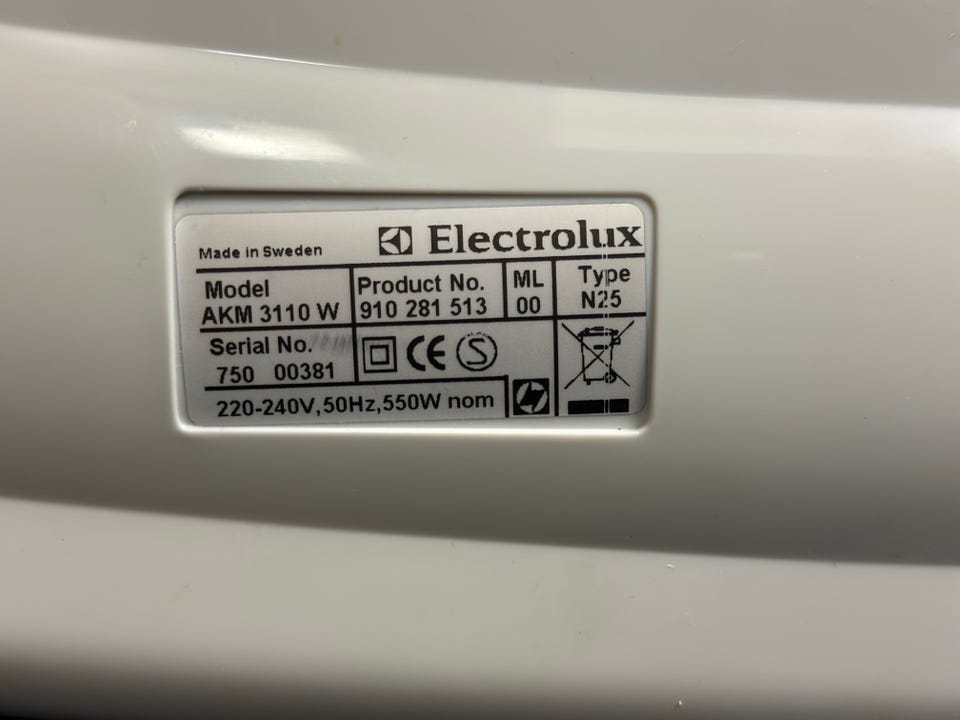 Made in Sweden Electrolux
Model Product No. ML Type
AKM 3110 W 910 281 513 00 N25
Serial No. CE S
750 00381
220-240V,50Hz,550W nom